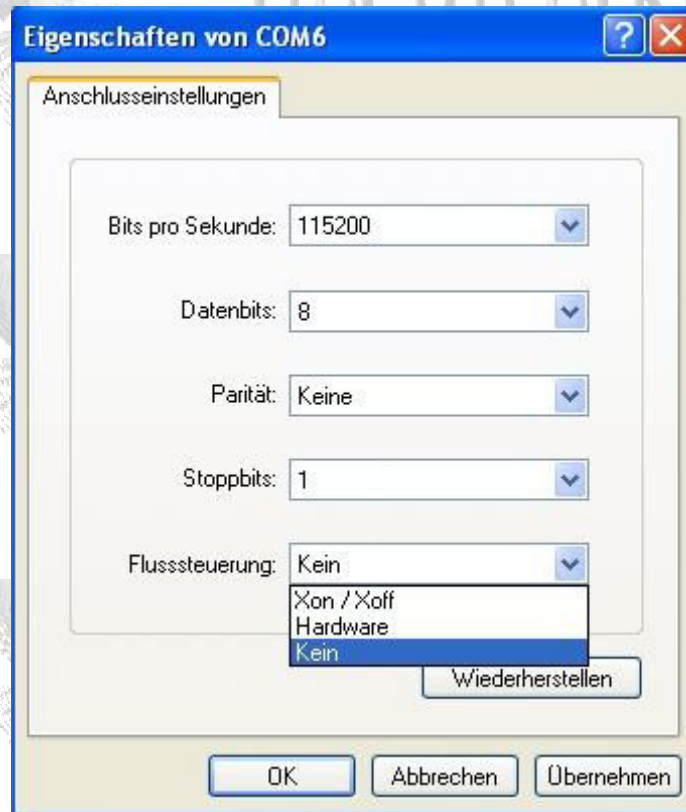 Eigenschaften von COM6
Anschlusseinstellungen
Bits pro Sekunde: 115200
Datenbits: 8
Parität: Keine
Stoppbits: 1
Flusssteuerung: Kein
Xon / Xoff
Hardware
Kein
Wiederherstellen
OK Abbrechen Übernehmen